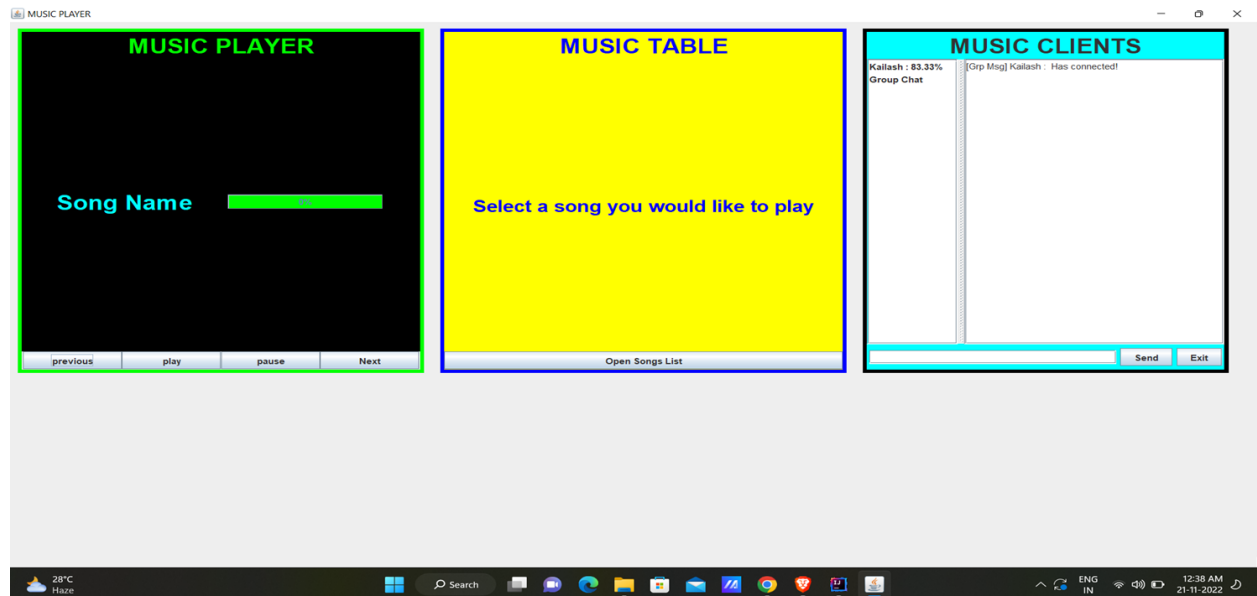 MUSIC PLAYER
MUSIC PLAYER
Song Name
0%
previous play pause Next
MUSIC TABLE
Select a song you would like to play
Open Songs List
MUSIC CLIENTS
Kailash : 83.33%
Group Chat
[Grp Msg] Kailash : Has connected!
Send Exit
28°C
Haze
Search
ENG
IN
12:38 AM
21-11-2022